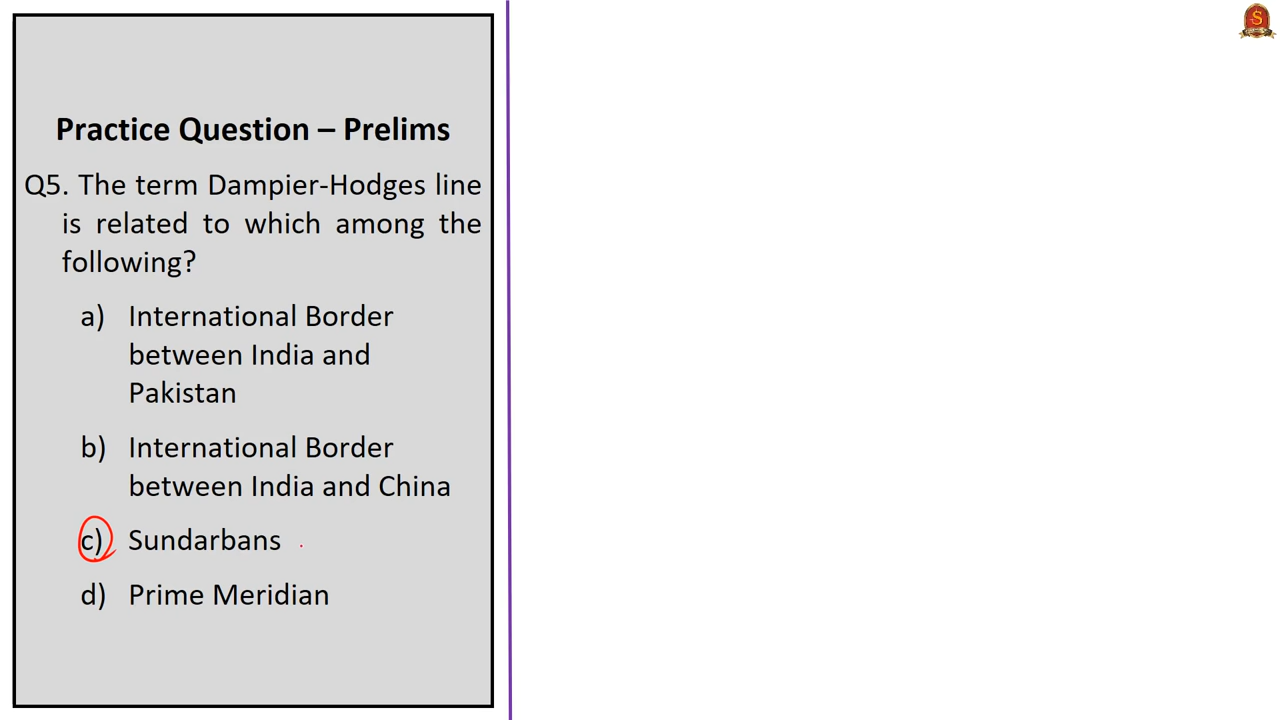 Practice Question – Prelims
Q5. The term Dampier-Hodges line
is related to which among the
following?
a) International Border
between India and
Pakistan
b) International Border
between India and China
c) Sundarbans
d) Prime Meridian
S